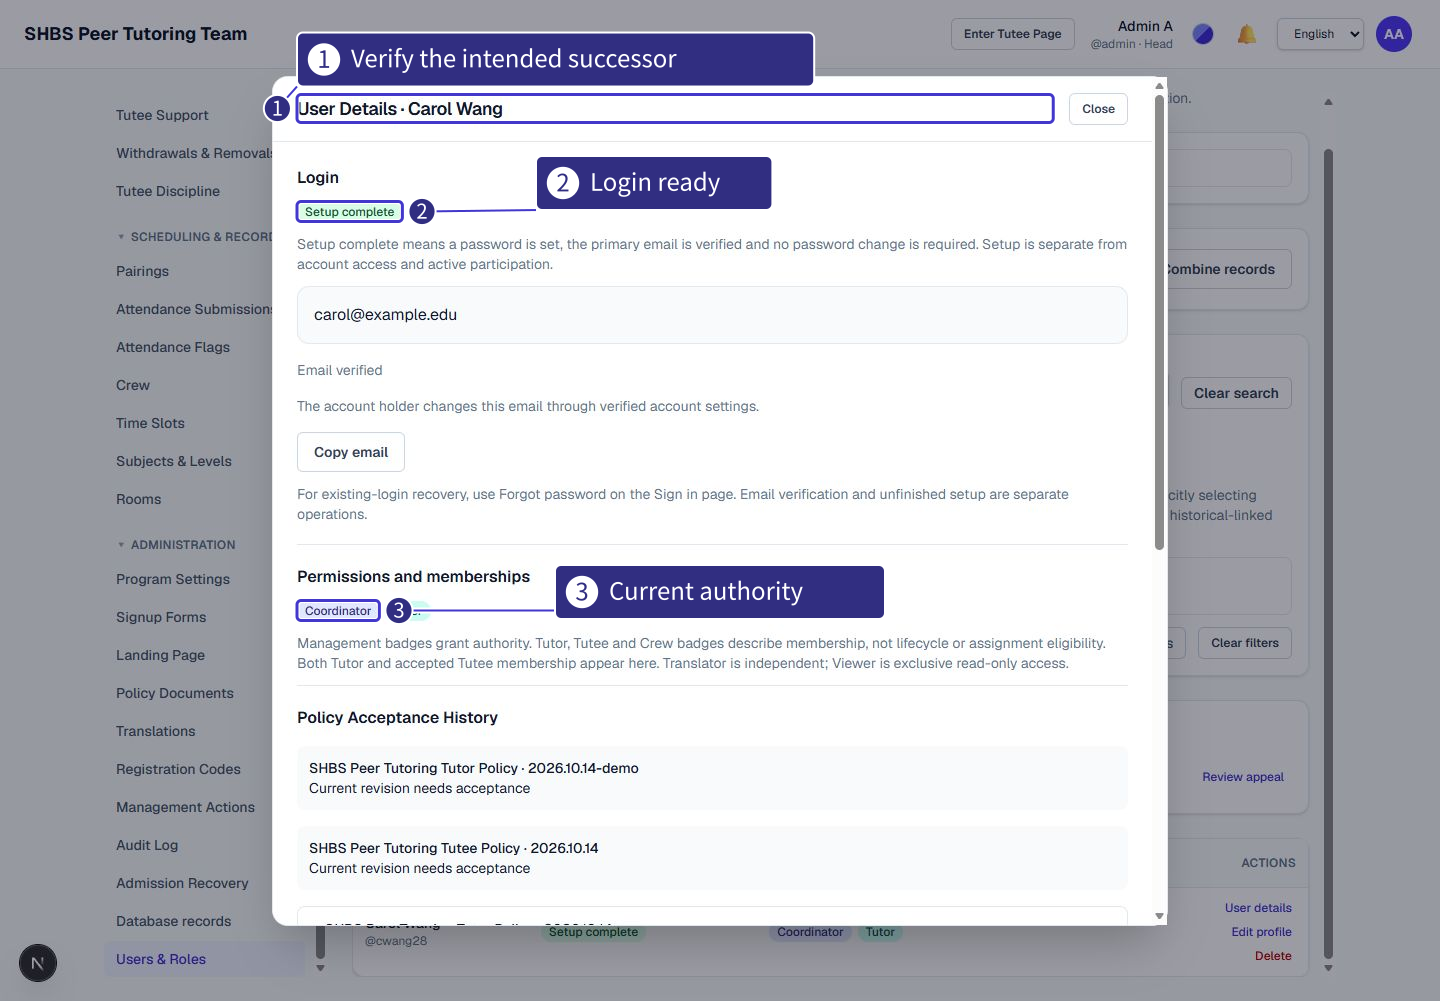 SHBS Peer Tutoring Team
Enter Tutee Page
Admin A
@admin · Head
English
AA
1 Verify the intended successor
1
User Details · Carol Wang
Close
Tutee Support
Withdrawals & Removals
Tutee Discipline
SCHEDULING & RECORD
Pairings
Attendance Submissions
Attendance Flags
Crew
Time Slots
Subjects & Levels
Rooms
ADMINISTRATION
Program Settings
Signup Forms
Landing Page
Policy Documents
Translations
Registration Codes
Management Actions
Audit Log
Admission Recovery
Database records
Users & Roles
N
Login
2 Login ready
Setup complete
2
Setup complete means a password is set, the primary email is verified and no password change is required. Setup is separate from
account access and active participation.
carol@example.edu
Email verified
The account holder changes this email through verified account settings.
Copy email
For existing-login recovery, use Forgot password on the Sign in page. Email verification and unfinished setup are separate
operations.
Permissions and memberships
3 Current authority
Coordinator
3
Management badges grant authority. Tutor, Tutee and Crew badges describe membership, not lifecycle or assignment eligibility.
Both Tutor and accepted Tutee membership appear here. Translator is independent; Viewer is exclusive read-only access.
Policy Acceptance History
SHBS Peer Tutoring Tutor Policy · 2026.10.14-demo
Current revision needs acceptance
SHBS Peer Tutoring Tutee Policy · 2026.10.14
Current revision needs acceptance
tion.
Combine records
Clear search
citly selecting
historical-linked
s
Clear filters
Review appeal
ACTIONS
User details
Edit profile
Delete
@cwang28
Setup complete
Coordinator
Tutor